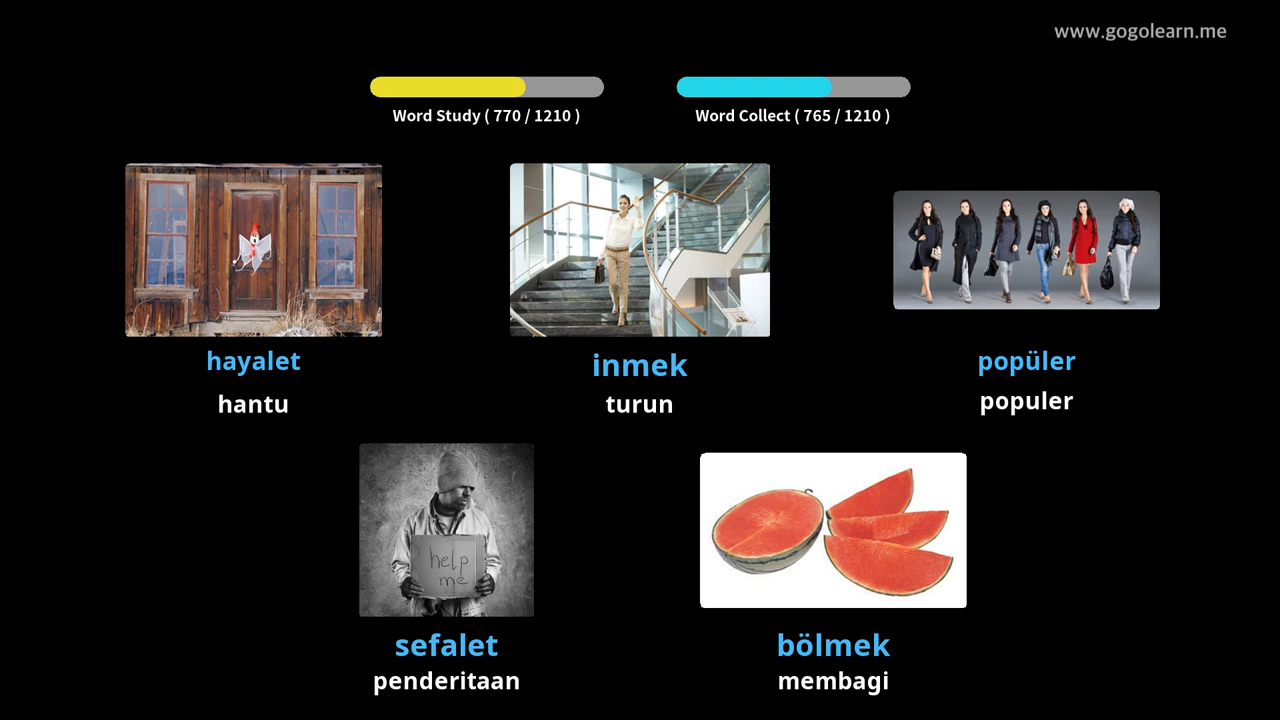 www.gogolearn.me
Word Study ( 770 / 1210 )
Word Collect ( 765 / 1210 )
hayalet
hantu
inmek
turun
popüler
populer
help
me
sefalet
penderitaan
bölmek
membagi